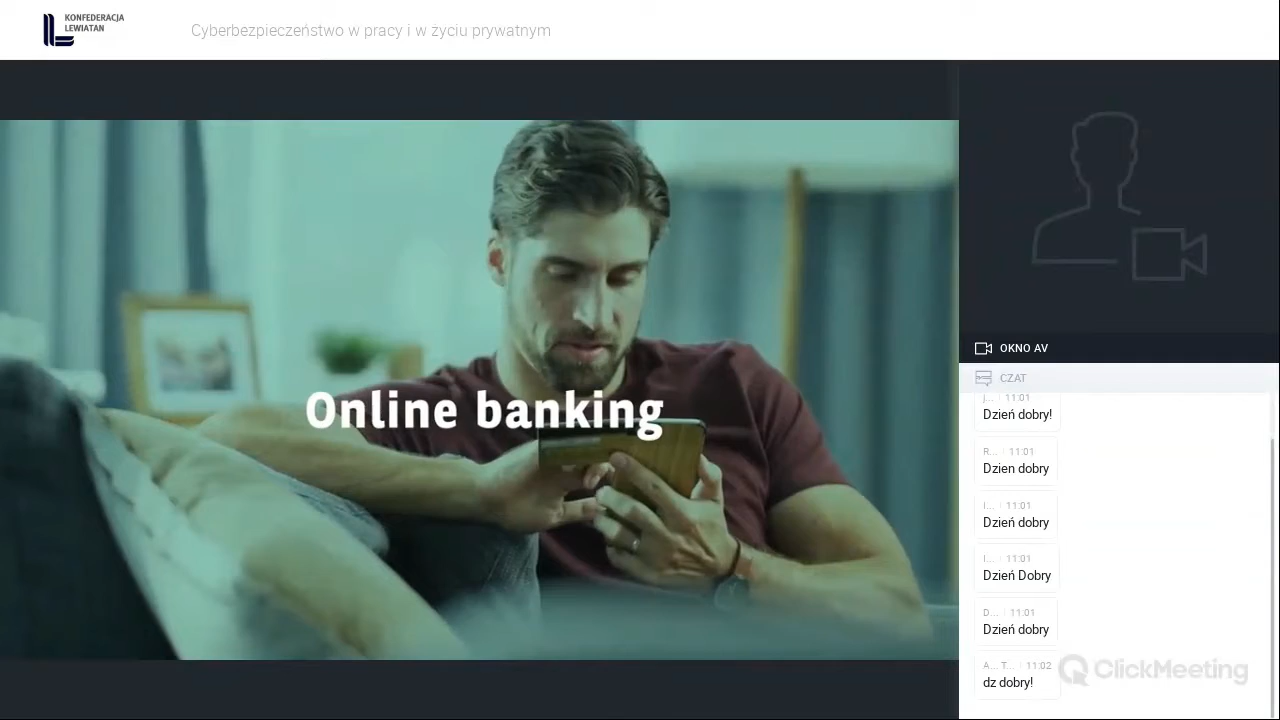 KONFEDERACJA
LEWIATAN
Cyberbezpieczeństwo w pracy i w życiu prywatnym
Online banking
OKNO AV
CZAT
J... 11:01
Dzień dobry!
R... 11:01
Dzien dobry
I... 11:01
Dzień dobry
I... 11:01
Dzień Dobry
D... 11:01
Dzień dobry
A... T... 11:02
dz dobry!
ClickMeeting